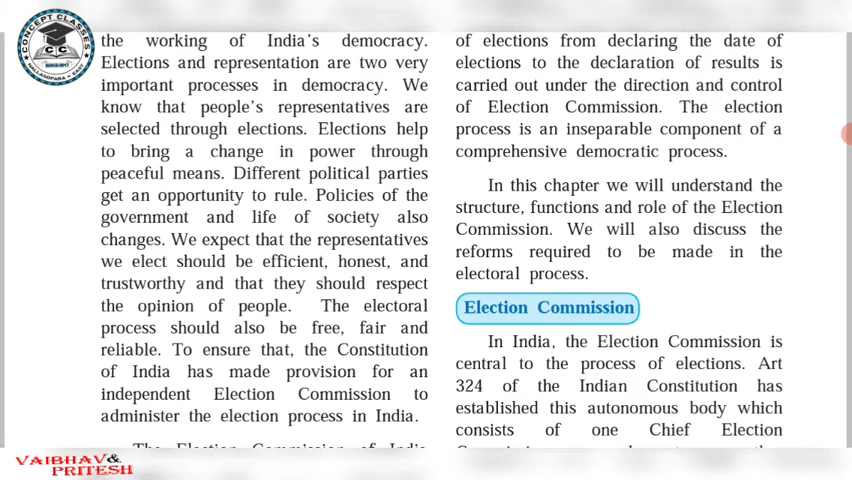 CONCEPT CLASSES
the working of India's democracy.
Elections and representation are two very
important processes in democracy. We
know that people's representatives are
selected through elections. Elections help
to bring a change in power through
peaceful means. Different political parties
get an opportunity to rule. Policies of the
government and life of society also
changes. We expect that the representatives
we elect should be efficient, honest, and
trustworthy and that they should respect
the opinion of people. The electoral
process should also be free, fair and
reliable. To ensure that, the Constitution
of India has made provision for an
independent Election Commission to
administer the election process in India.
The Election Commission of India
of elections from declaring the date of
elections to the declaration of results is
carried out under the direction and control
of Election Commission. The election
process is an inseparable component of a
comprehensive democratic process.
In this chapter we will understand the
structure, functions and role of the Election
Commission. We will also discuss the
reforms required to be made in the
electoral process.
Election Commission
In India, the Election Commission is
central to the process of elections. Art
324 of the Indian Constitution has
established this autonomous body which
consists of one Chief Election
VAIBHAV&
PRITESH